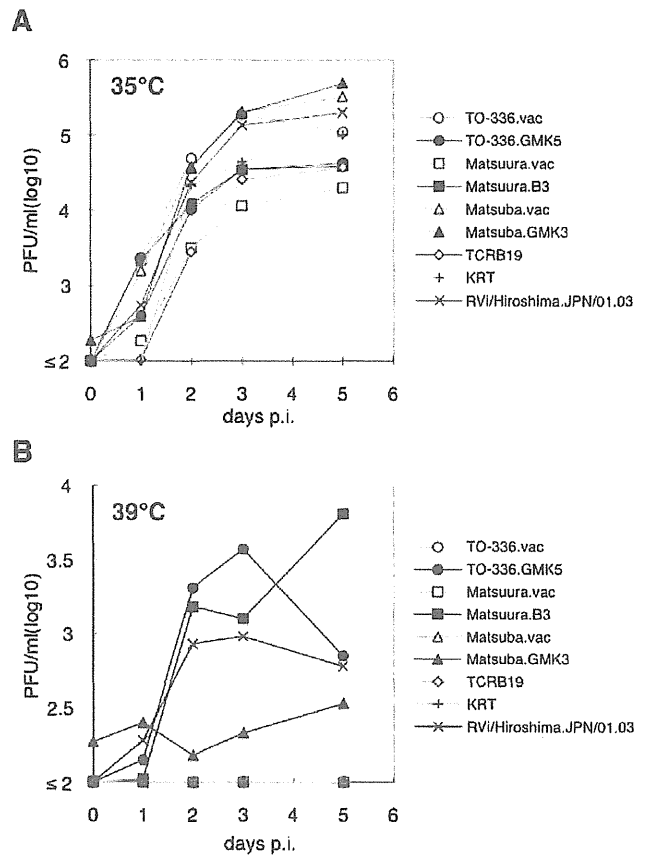 A
35°C
PFU/ml(log10)
6
5
4
3
≤2
0 1 2 3 4 5 6
days p.i.
TO-336.vac
TO-336.GMK5
Matsuura.vac
Matsuura.B3
Matsuba.vac
Matsuba.GMK3
TCRB19
KRT
RVi/Hiroshima.JPN/01.03
B
39°C
PFU/ml(log10)
4
3.5
3
2.5
≤2
0 1 2 3 4 5 6
days p.i.
TO-336.vac
TO-336.GMK5
Matsuura.vac
Matsuura.B3
Matsuba.vac
Matsuba.GMK3
TCRB19
KRT
RVi/Hiroshima.JPN/01.03